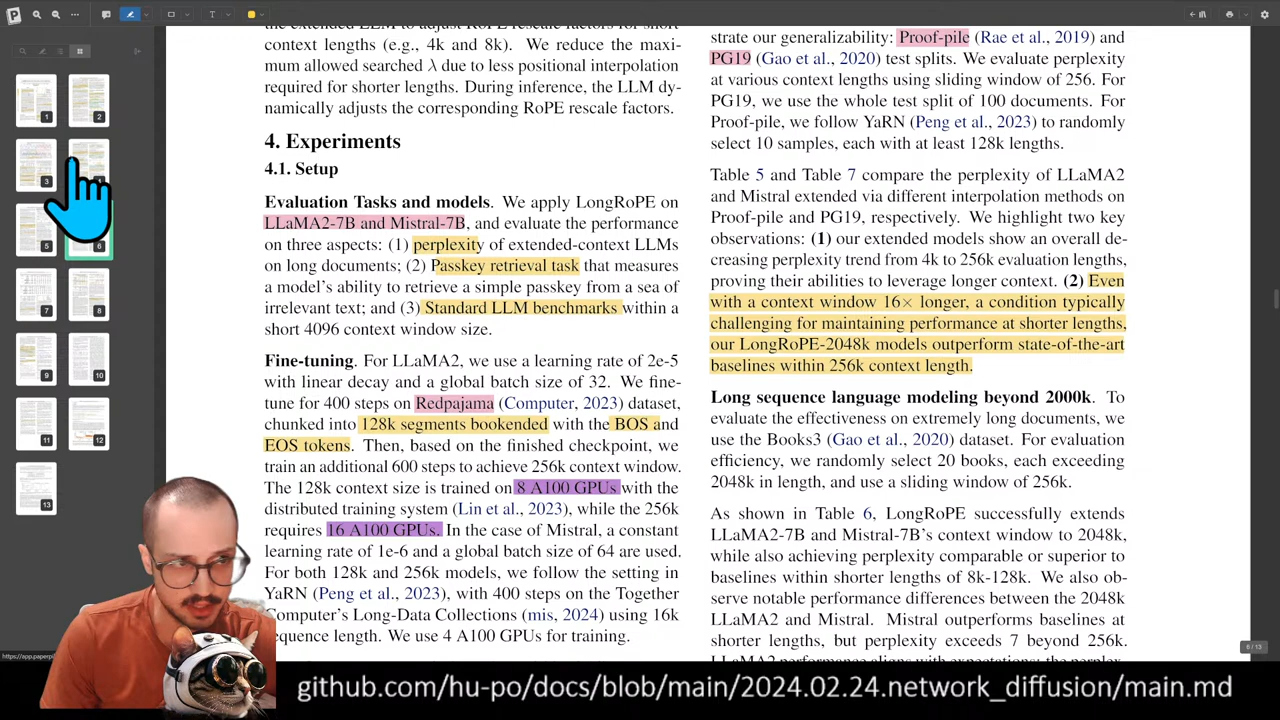 context lengths (e.g., 4k and 8k). We reduce the maxi-
mum allowed searched λ due to less positional interpolation
required for shorter lengths. During inference, the LLM dy-
namically adjusts the corresponding RoPE rescale factors.
4. Experiments
4.1. Setup
Evaluation Tasks and models. We apply LongRoPE on
LLaMA2-7B and Mistral-7B, and evaluate the performance
on three aspects: (1) perplexity of extended-context LLMs
on long documents; (2) Passkey retrieval task that measures
a model's ability to retrieve a simple passkey from a sea of
irrelevant text; and (3) Standard LLM benchmarks within a
short 4096 context window size.
Fine-tuning. For LLaMA2, we use a learning rate of 2e-5
with linear decay and a global batch size of 32. We fine-
tune for 400 steps on Redpajama (Computer, 2023) dataset,
chunked into 128k segments bookended with the BOS and
EOS tokens. Then, based on the finished checkpoint, we
train an additional 600 steps to achieve 256k context window.
The 128k context size is trained on 8 A100 GPUs with the
distributed training system (Lin et al., 2023), while the 256k
requires 16 A100 GPUs. In the case of Mistral, a constant
learning rate of 1e-6 and a global batch size of 64 are used.
For both 128k and 256k models, we follow the setting in
YaRN (Peng et al., 2023), with 400 steps on the Together
Computer's Long-Data Collections (mis, 2024) using 16k
sequence length. We use 4 A100 GPUs for training.
strate our generalizability: Proof-pile (Rae et al., 2019) and
PG19 (Gao et al., 2020) test splits. We evaluate perplexity
at various context lengths using sliding window of 256. For
PG19, we use the whole test split of 100 documents. For
Proof-pile, we follow YaRN (Peng et al., 2023) to randomly
select 10 samples, each with at least 128k lengths.
Table 5 and Table 7 compare the perplexity of LLaMA2
and Mistral extended via different interpolation methods on
Proof-pile and PG19, respectively. We highlight two key
observations: (1) our extended models show an overall de-
creasing perplexity trend from 4k to 256k evaluation lengths,
proving their abilities to leverage longer context. (2) Even
with a context window 16× longer, a condition typically
challenging for maintaining performance at shorter lengths,
our LongRoPE-2048k models outperform state-of-the-art
baselines within 256k context length.
Long sequence language modeling beyond 2000k. To
evaluate the effectiveness on extremely long documents, we
use the Books3 (Gao et al., 2020) dataset. For evaluation
efficiency, we randomly select 20 books, each exceeding
2048k in length, and use a sliding window of 256k.
As shown in Table 6, LongRoPE successfully extends
LLaMA2-7B and Mistral-7B's context window to 2048k,
while also achieving perplexity comparable or superior to
baselines within shorter lengths of 8k-128k. We also ob-
serve notable performance differences between the 2048k
LLaMA2 and Mistral. Mistral outperforms baselines at
shorter lengths, but perplexity exceeds 7 beyond 256k.
1
2
3
5
6
7
8
9
10
11
12
13
6 / 13
https://app.paperpi
github.com/hu-po/docs/blob/main/2024.02.24.network_diffusion/main.md